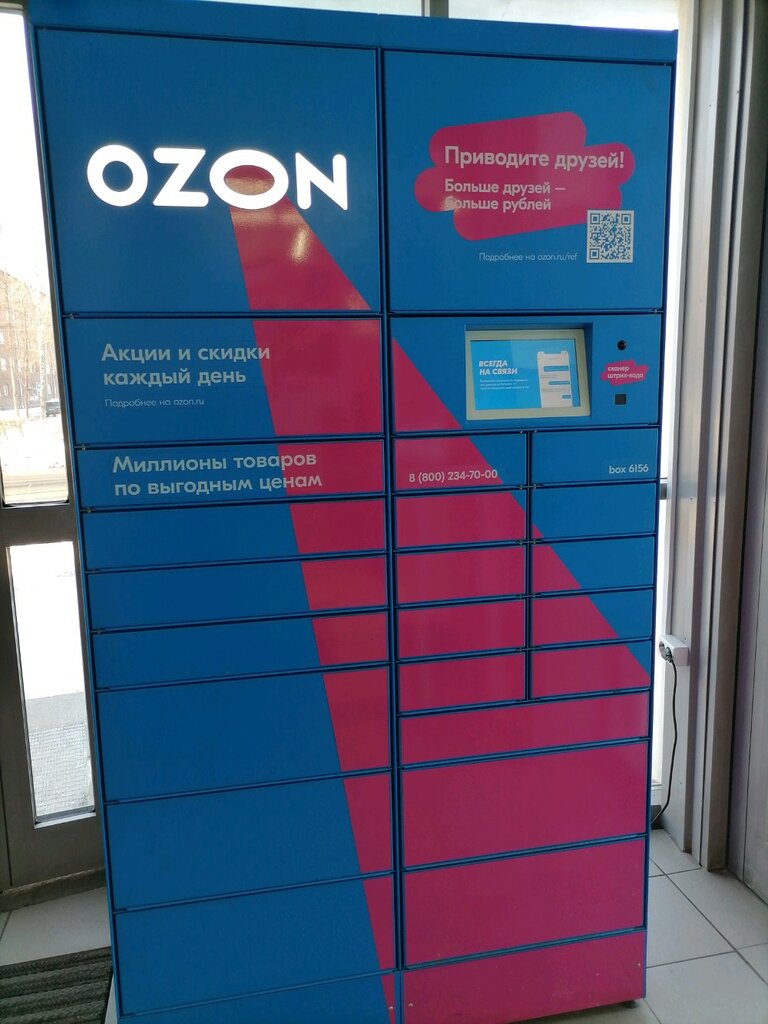 OZON
Приводите друзей!
Больше друзей —
больше рублей
Подробнее на ozon.ru/ref
Акции и скидки
каждый день
Подробнее на ozon.ru
ВСЕГДА
НА СВЯЗИ
сканер
штрих-кода
Миллионы товаров
по выгодным ценам
8 (800) 234-70-00
box 6156